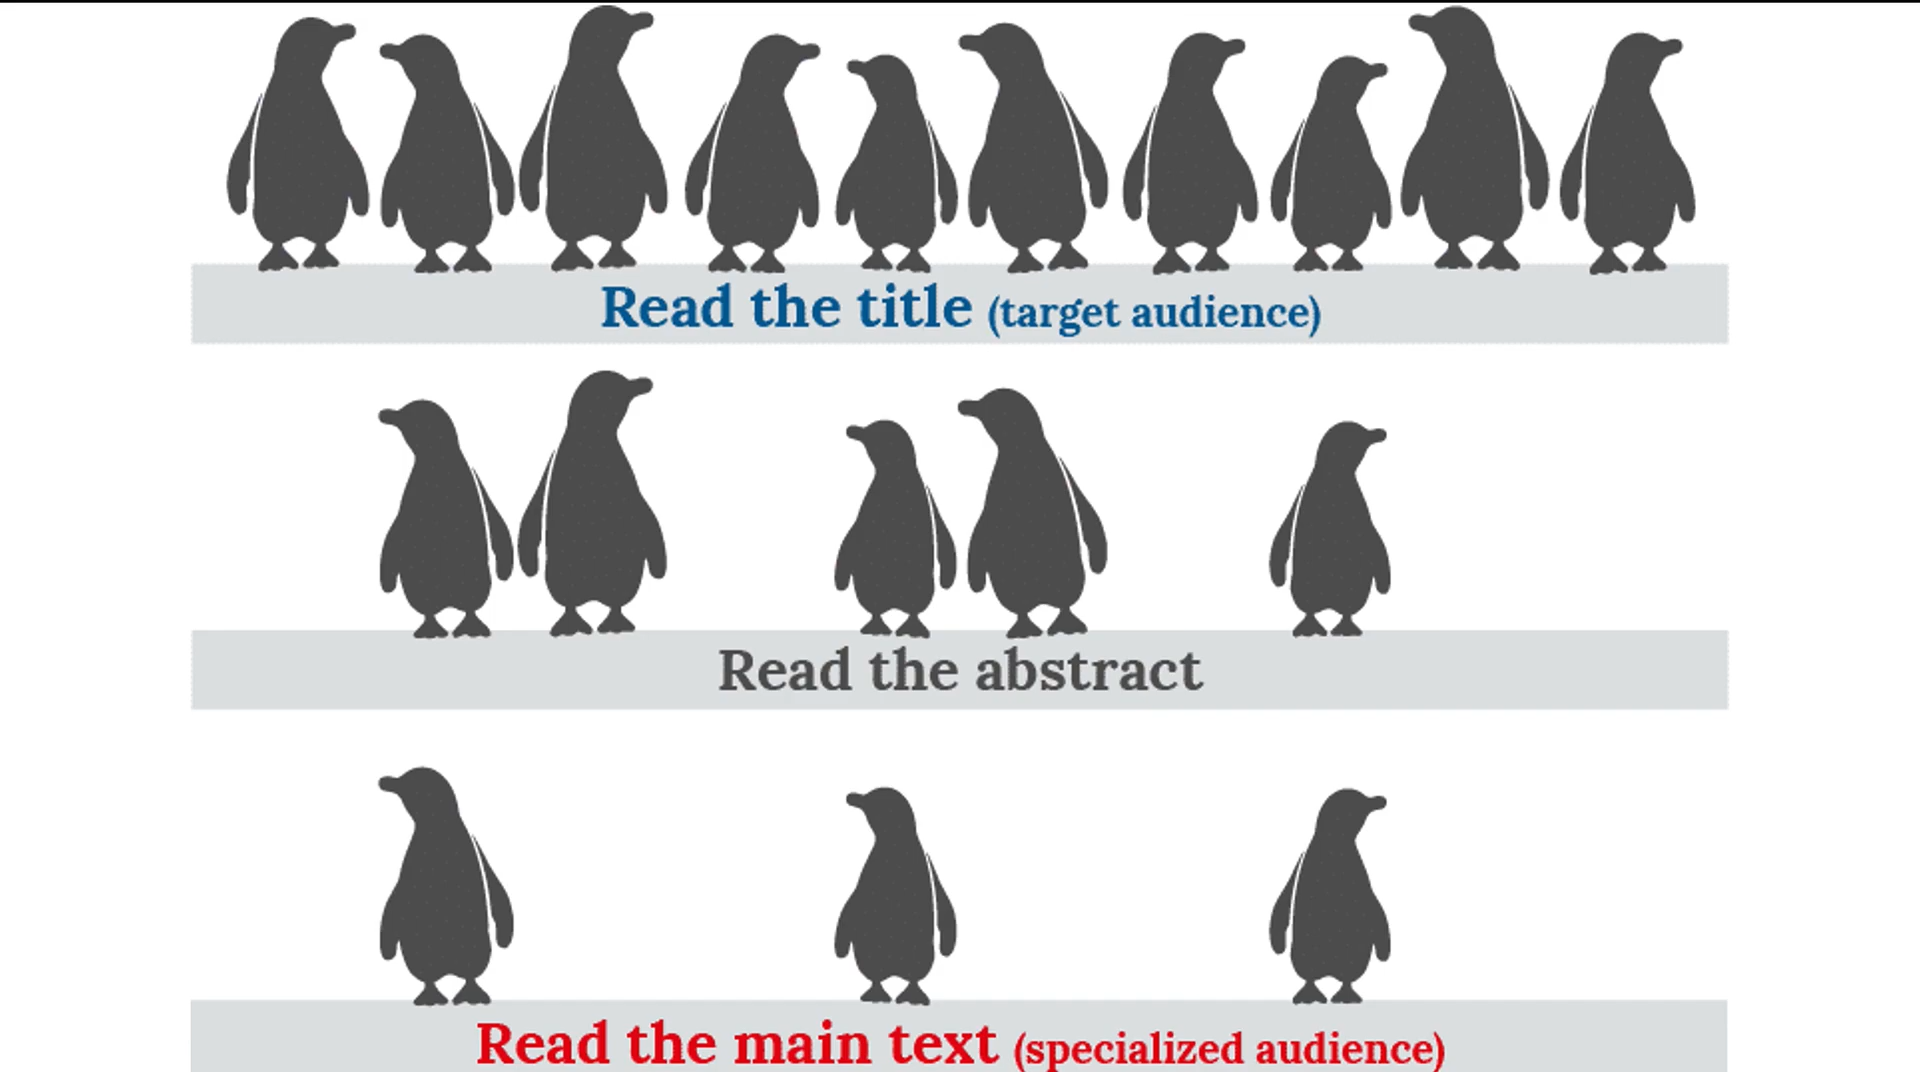 Read the title (target audience)
Read the abstract
Read the main text (specialized audience)